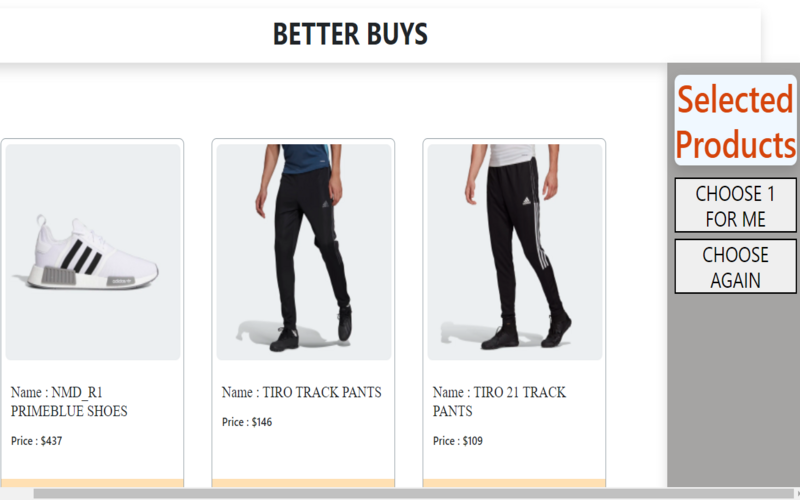 BETTER BUYS
Selected
Products
CHOOSE 1
FOR ME
CHOOSE
AGAIN
Name : NMD_R1
PRIMEBLUE SHOES
Price : $437
Name : TIRO TRACK PANTS
Price : $146
Name : TIRO 21 TRACK
PANTS
Price : $109